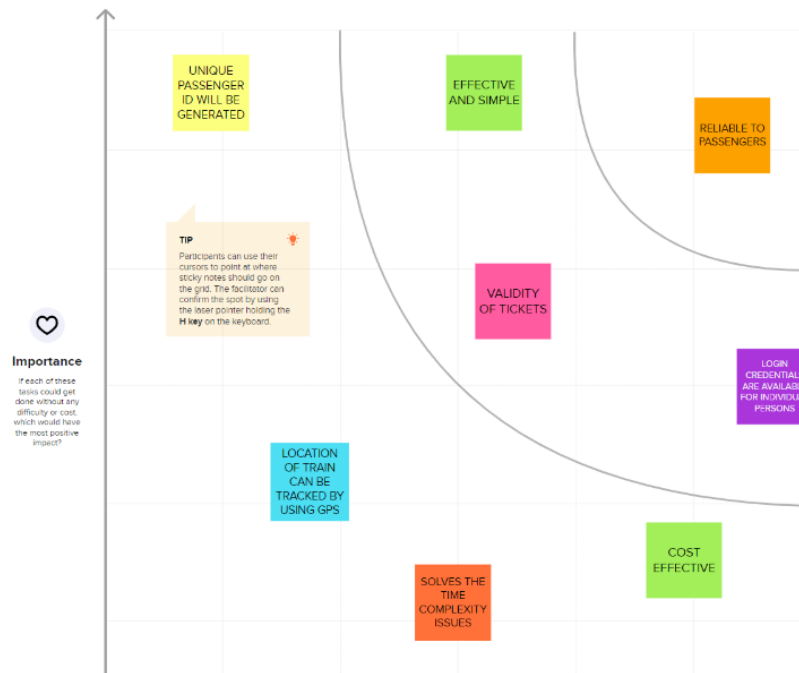 UNIQUE
PASSENGER
ID WILL BE
GENERATED
EFFECTIVE
AND SIMPLE
RELIABLE TO
PASSENGERS
TIP
Participants can use their
cursors to point at where
sticky notes should go on
the grid. The facilitator can
confirm the spot by using
the laser pointer holding the
H key on the keyboard.
VALIDITY
OF TICKETS
Importance
If each of these
tasks could get
done without any
difficulty or cost,
which would have
the most positive
impact?
LOGIN
CREDENTIAL
ARE AVAILAB
FOR INDIVIDU
PERSONS
LOCATION
OF TRAIN
CAN BE
TRACKED BY
USING GPS
COST
EFFECTIVE
SOLVES THE
TIME
COMPLEXITY
ISSUES